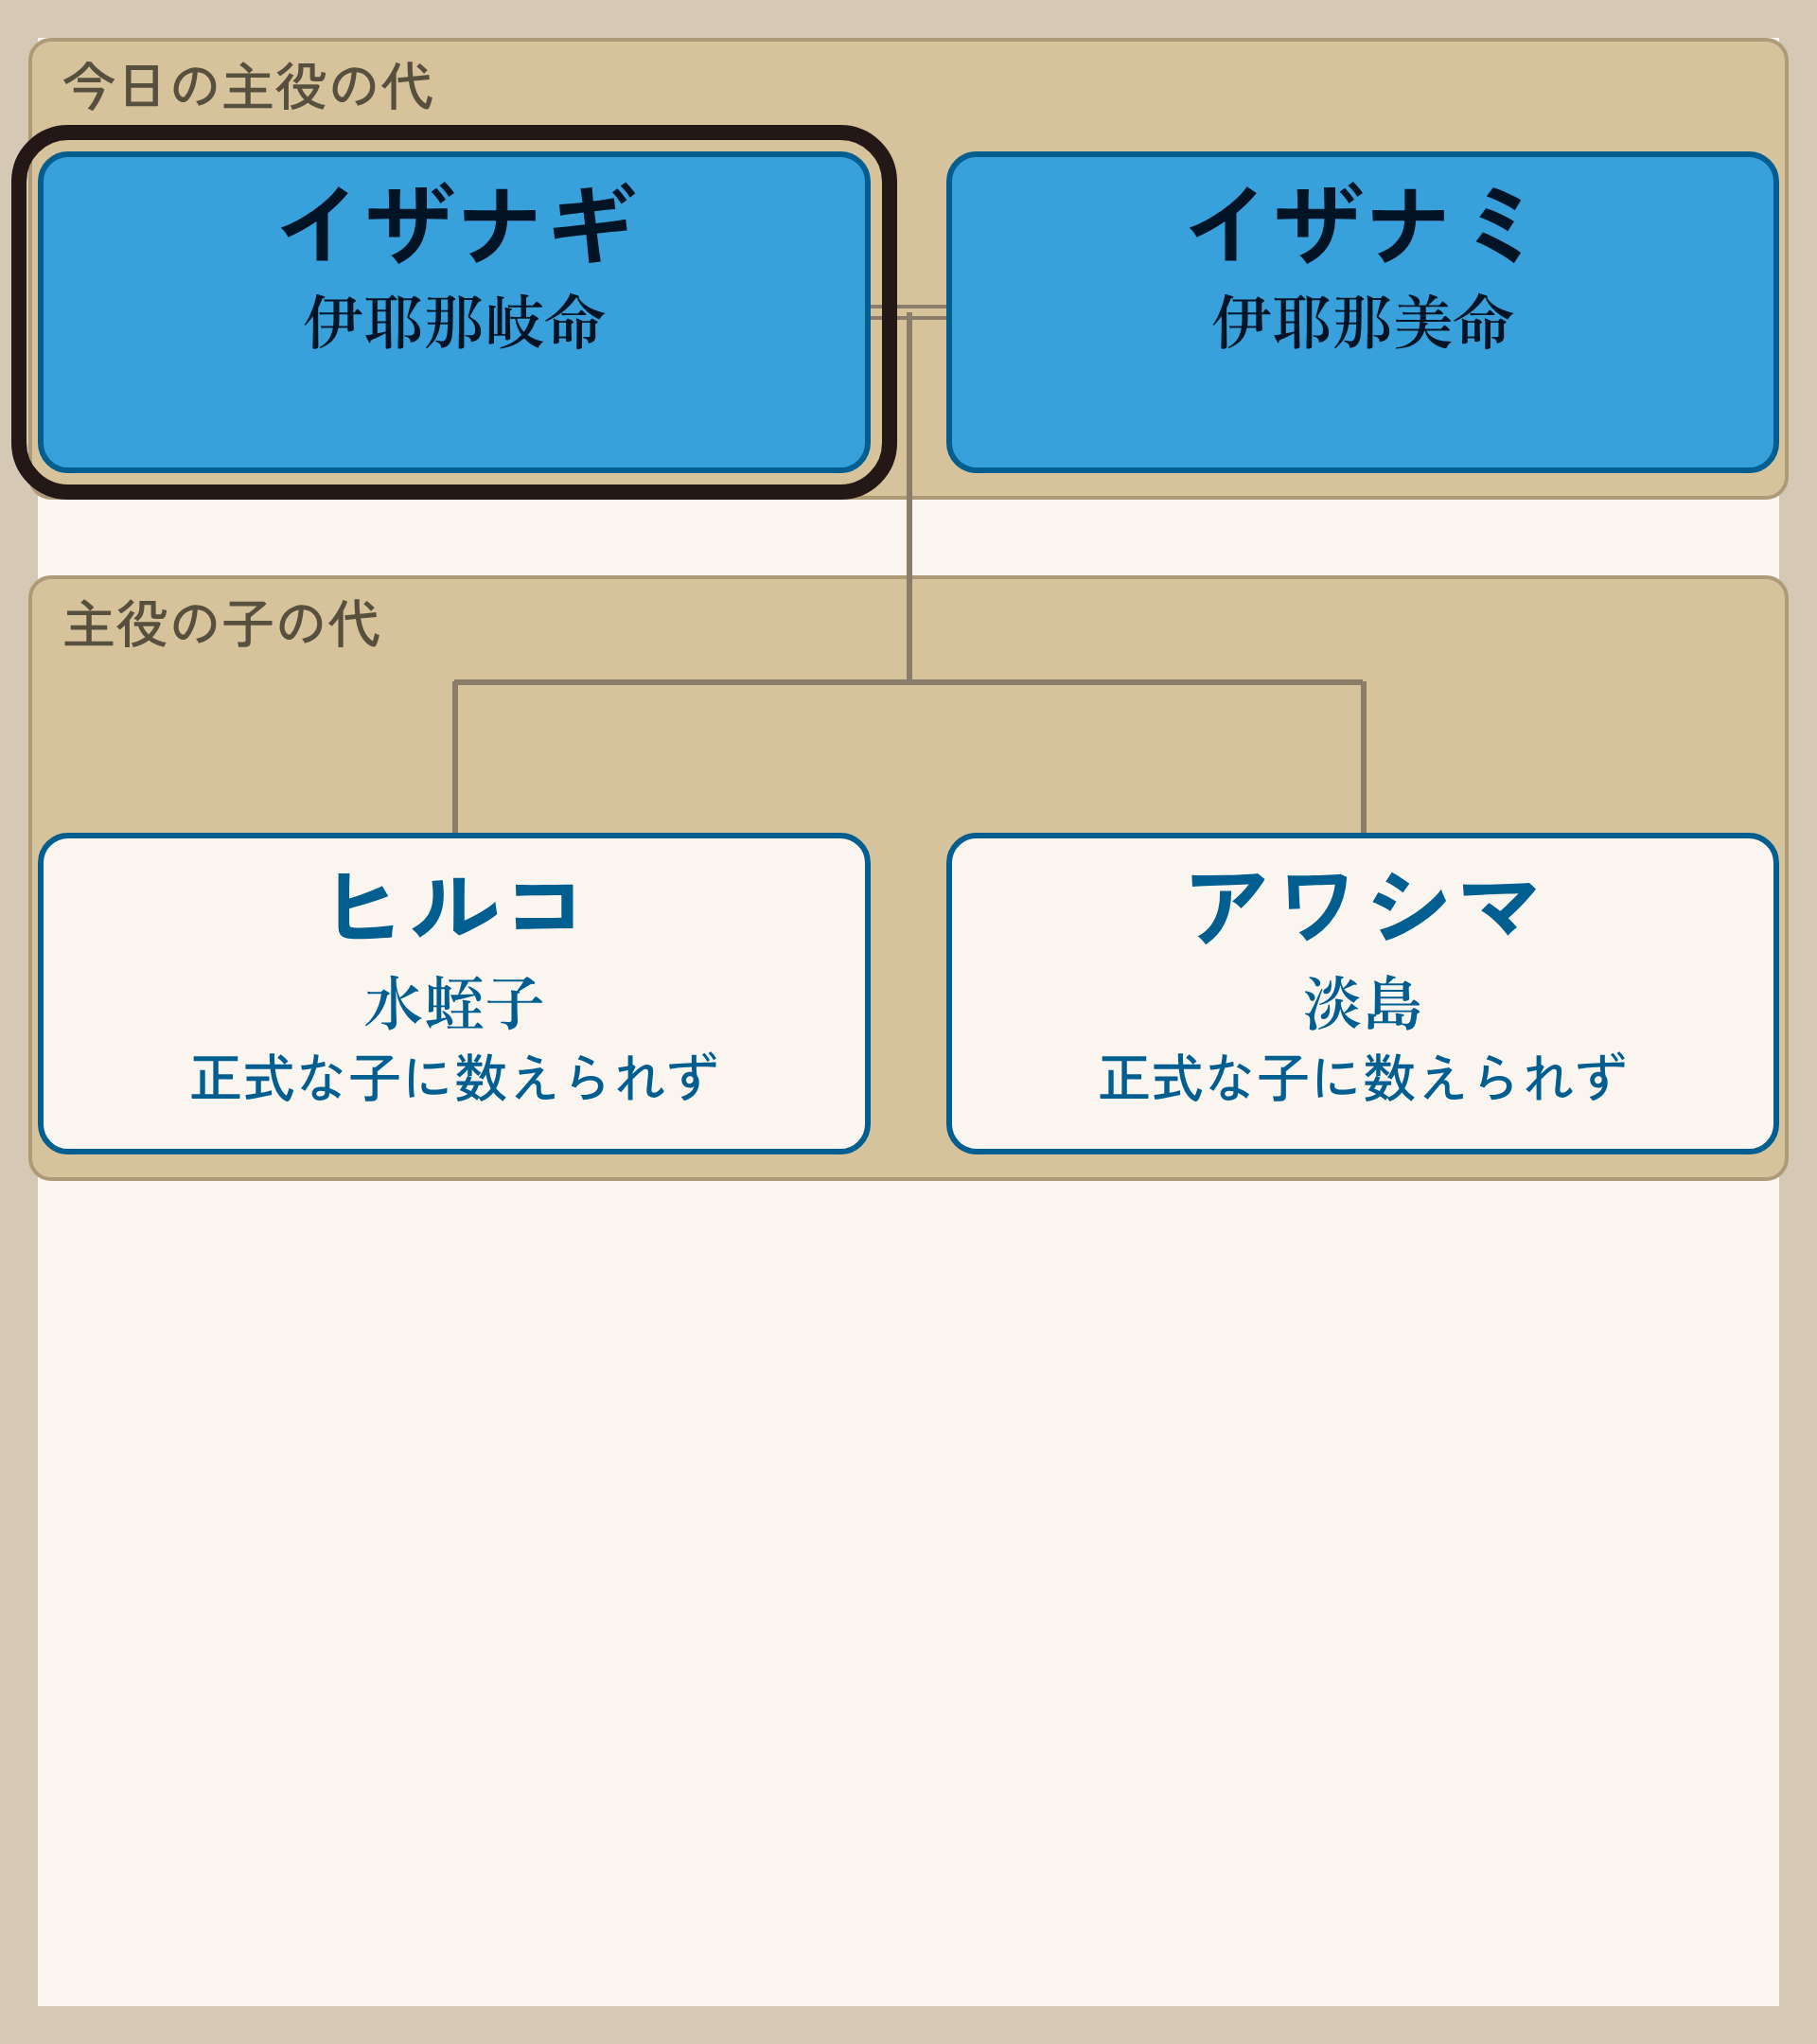 今日の主役の代
イザナギ
伊耶那岐命
イザナミ
伊耶那美命
主役の子の代
ヒルコ
水蛭子
正式な子に数えられず
アワシマ
淡島
正式な子に数えられず